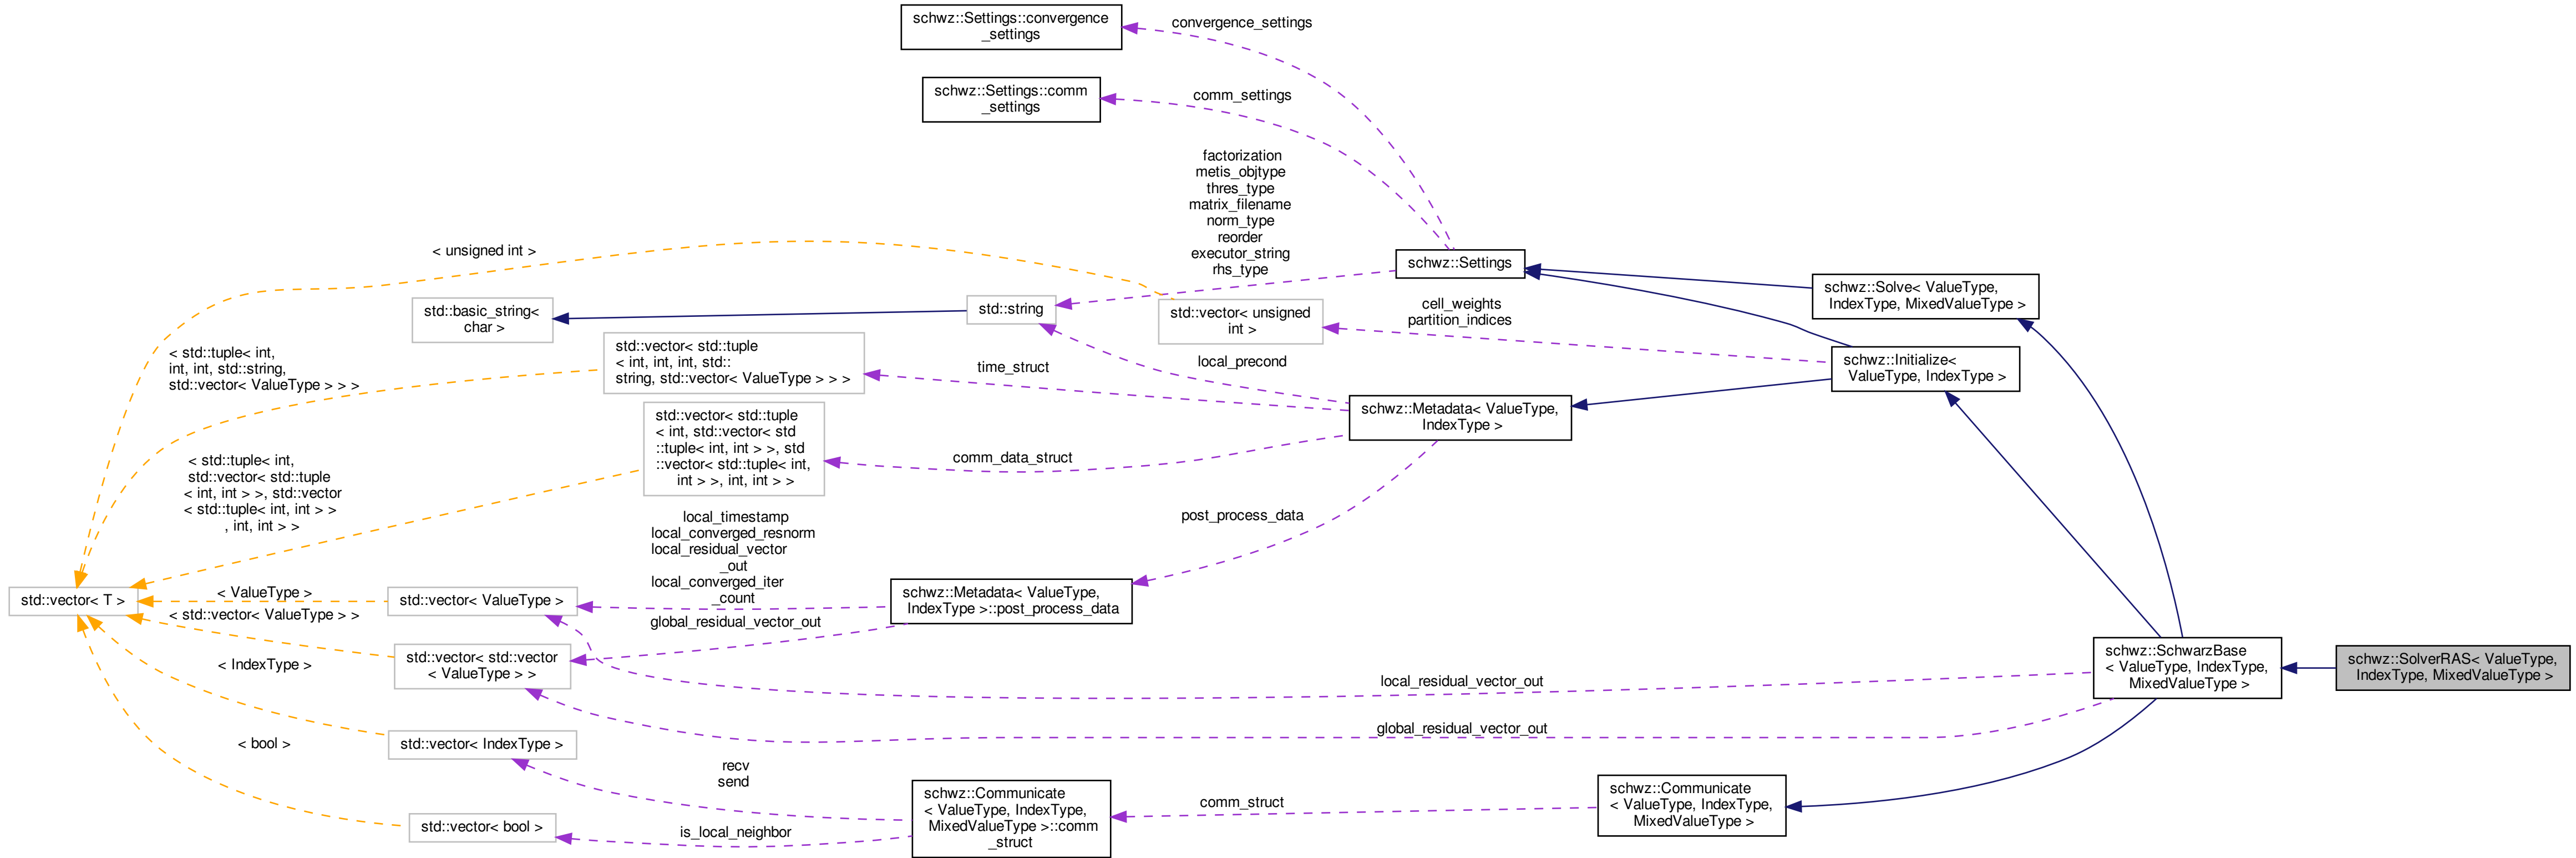 schwz::Settings::convergence
_settings
convergence_settings
schwz::Settings::comm
_settings
comm_settings
factorization
metis_objtype
thres_type
matrix_filename
norm_type
reorder
executor_string
rhs_type
< unsigned int >
schwz::Settings
schwz::Solve< ValueType,
IndexType, MixedValueType >
std::basic_string<
char >
std::string
std::vector< unsigned
int >
cell_weights
partition_indices
< std::tuple< int,
int, int, std::string,
std::vector< ValueType > > >
std::vector< std::tuple
< int, int, int, std::
string, std::vector< ValueType > > >
time_struct
local_precond
schwz::Initialize<
ValueType, IndexType >
schwz::Metadata< ValueType,
IndexType >
std::vector< std::tuple
< int, std::vector< std
::tuple< int, int > >, std
::vector< std::tuple< int,
int > >, int, int > >
comm_data_struct
< std::tuple< int,
std::vector< std::tuple
< int, int > >, std::vector
< std::tuple< int, int > >
, int, int > >
post_process_data
local_timestamp
local_converged_resnorm
local_residual_vector
_out
local_converged_iter
_count
std::vector< T >
< ValueType >
std::vector< ValueType >
schwz::Metadata< ValueType,
IndexType >::post_process_data
< std::vector< ValueType > >
global_residual_vector_out
std::vector< std::vector
< ValueType > >
< IndexType >
local_residual_vector_out
schwz::SchwarzBase
< ValueType, IndexType,
MixedValueType >
schwz::SolverRAS< ValueType,
IndexType, MixedValueType >
global_residual_vector_out
< bool >
std::vector< IndexType >
recv
send
schwz::Communicate
< ValueType, IndexType,
MixedValueType >::comm
_struct
comm_struct
schwz::Communicate
< ValueType, IndexType,
MixedValueType >
std::vector< bool >
is_local_neighbor